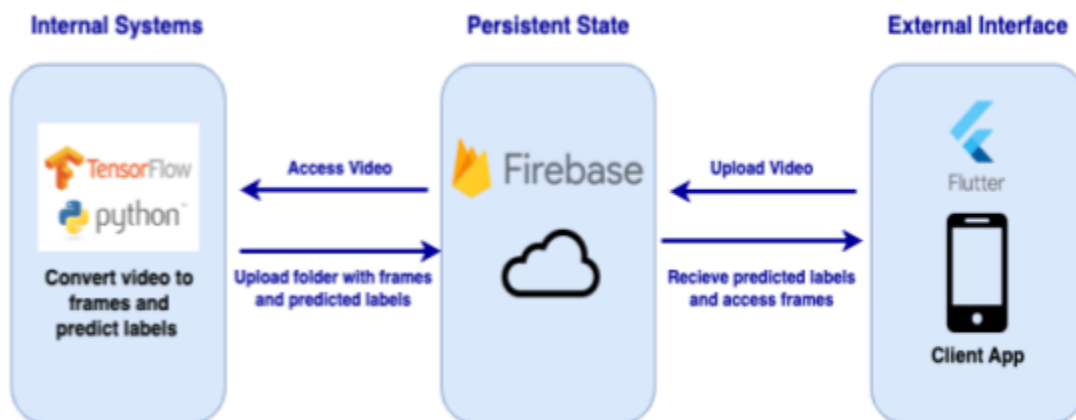 Internal Systems
Persistent State
External Interface
TensorFlow
python™
Convert video to
frames and
predict labels
Access Video
Upload folder with frames
and predicted labels
Firebase
Upload Video
Recieve predicted labels
and access frames
Flutter
Client App